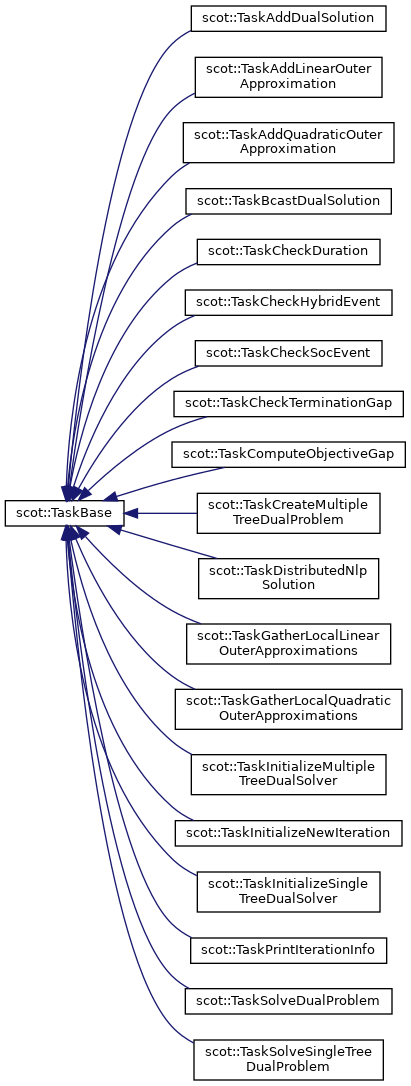 scot::TaskAddDualSolution
scot::TaskAddLinearOuter
Approximation
scot::TaskAddQuadraticOuter
Approximation
scot::TaskBcastDualSolution
scot::TaskCheckDuration
scot::TaskCheckHybridEvent
scot::TaskCheckSocEvent
scot::TaskCheckTerminationGap
scot::TaskComputeObjectiveGap
scot::TaskBase
scot::TaskCreateMultiple
TreeDualProblem
scot::TaskDistributedNlp
Solution
scot::TaskGatherLocalLinear
OuterApproximations
scot::TaskGatherLocalQuadratic
OuterApproximations
scot::TaskInitializeMultiple
TreeDualSolver
scot::TaskInitializeNewIteration
scot::TaskInitializeSingle
TreeDualSolver
scot::TaskPrintIterationInfo
scot::TaskSolveDualProblem
scot::TaskSolveSingleTree
DualProblem